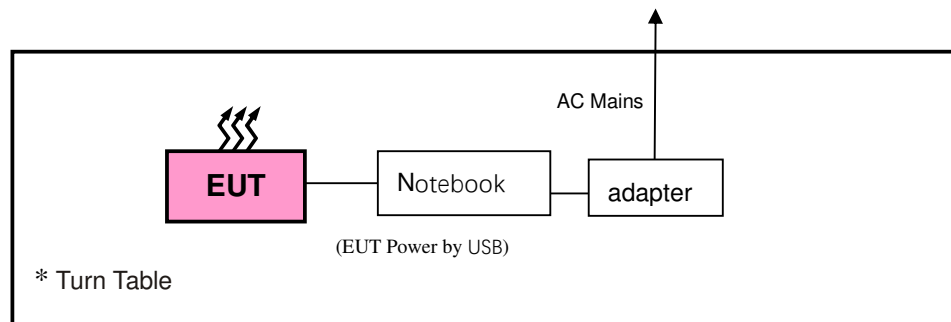 AC Mains
EUT
Notebook
adapter
(EUT Power by USB)
* Turn Table